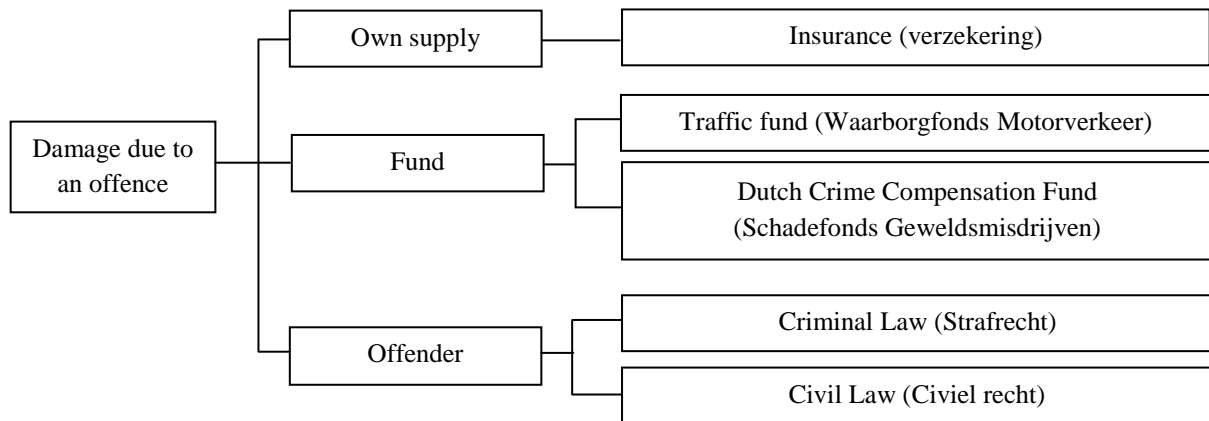 Damage due to
an offence
Own supply
Insurance (verzekering)
Fund
Traffic fund (Waarborgfonds Motorverkeer)
Dutch Crime Compensation Fund
(Schadefonds Geweldsmisdrijven)
Offender
Criminal Law (Strafrecht)
Civil Law (Civiel recht)